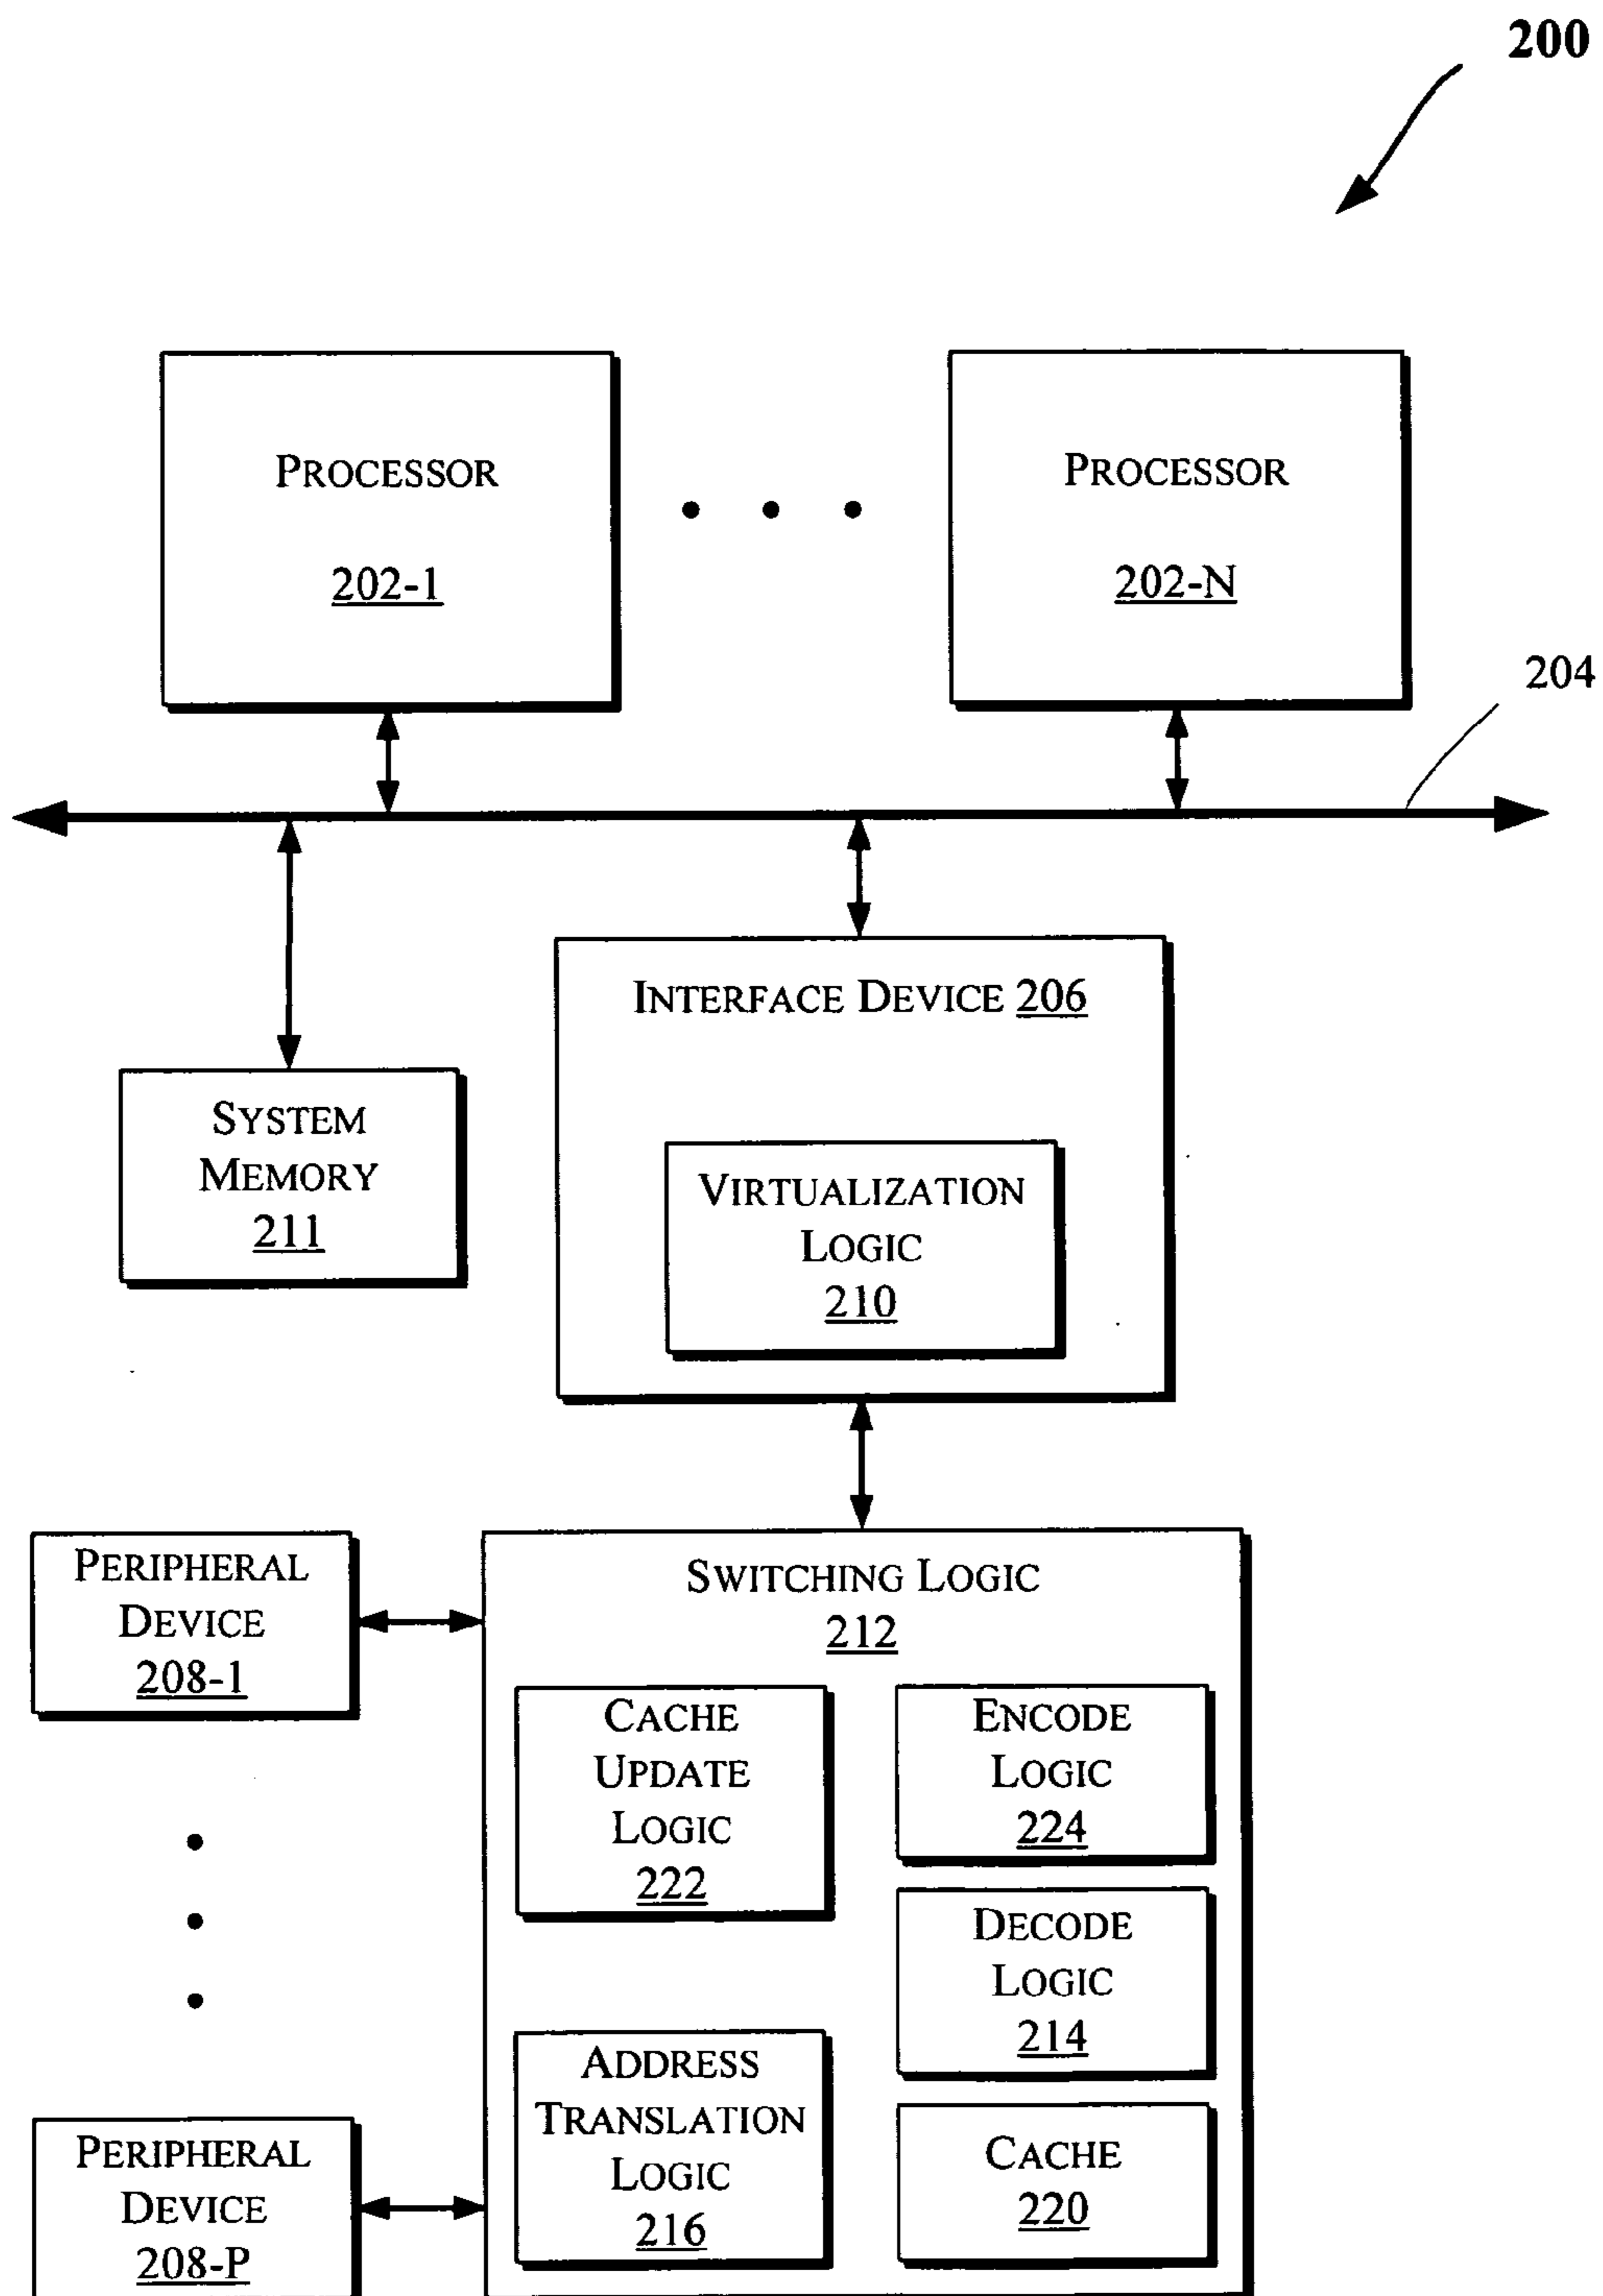 200
PROCESSOR
202-1
PROCESSOR
202-N
204
INTERFACE DEVICE 206
SYSTEM
MEMORY
211
VIRTUALIZATION
LOGIC
210
PERIPHERAL
DEVICE
208-1
SWITCHING LOGIC
212
CACHE
UPDATE
LOGIC
222
ENCODE
LOGIC
224
DECODE
LOGIC
214
ADDRESS
TRANSLATION
LOGIC
216
CACHE
220
PERIPHERAL
DEVICE
208-P